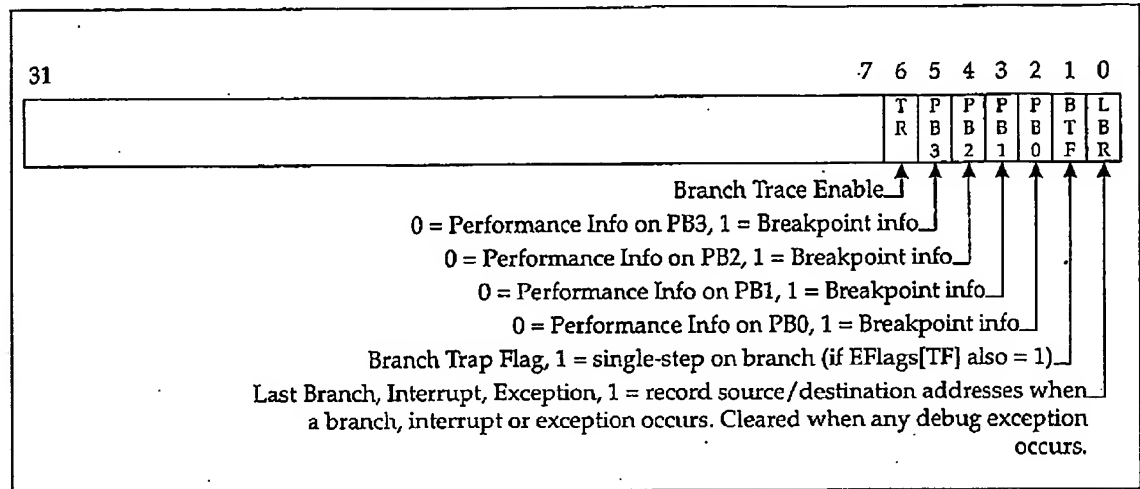 31 7 6 5 4 3 2 1 0
T P P P P B L
R B B B B T B
3 2 1 0 F R
Branch Trace Enable
0 = Performance Info on PB3, 1 = Breakpoint info
0 = Performance Info on PB2, 1 = Breakpoint info
0 = Performance Info on PB1, 1 = Breakpoint info
0 = Performance Info on PB0, 1 = Breakpoint info
Branch Trap Flag, 1 = single-step on branch (if EFlags[TF] also = 1)
Last Branch, Interrupt, Exception, 1 = record source/destination addresses when
a branch, interrupt or exception occurs. Cleared when any debug exception
occurs.